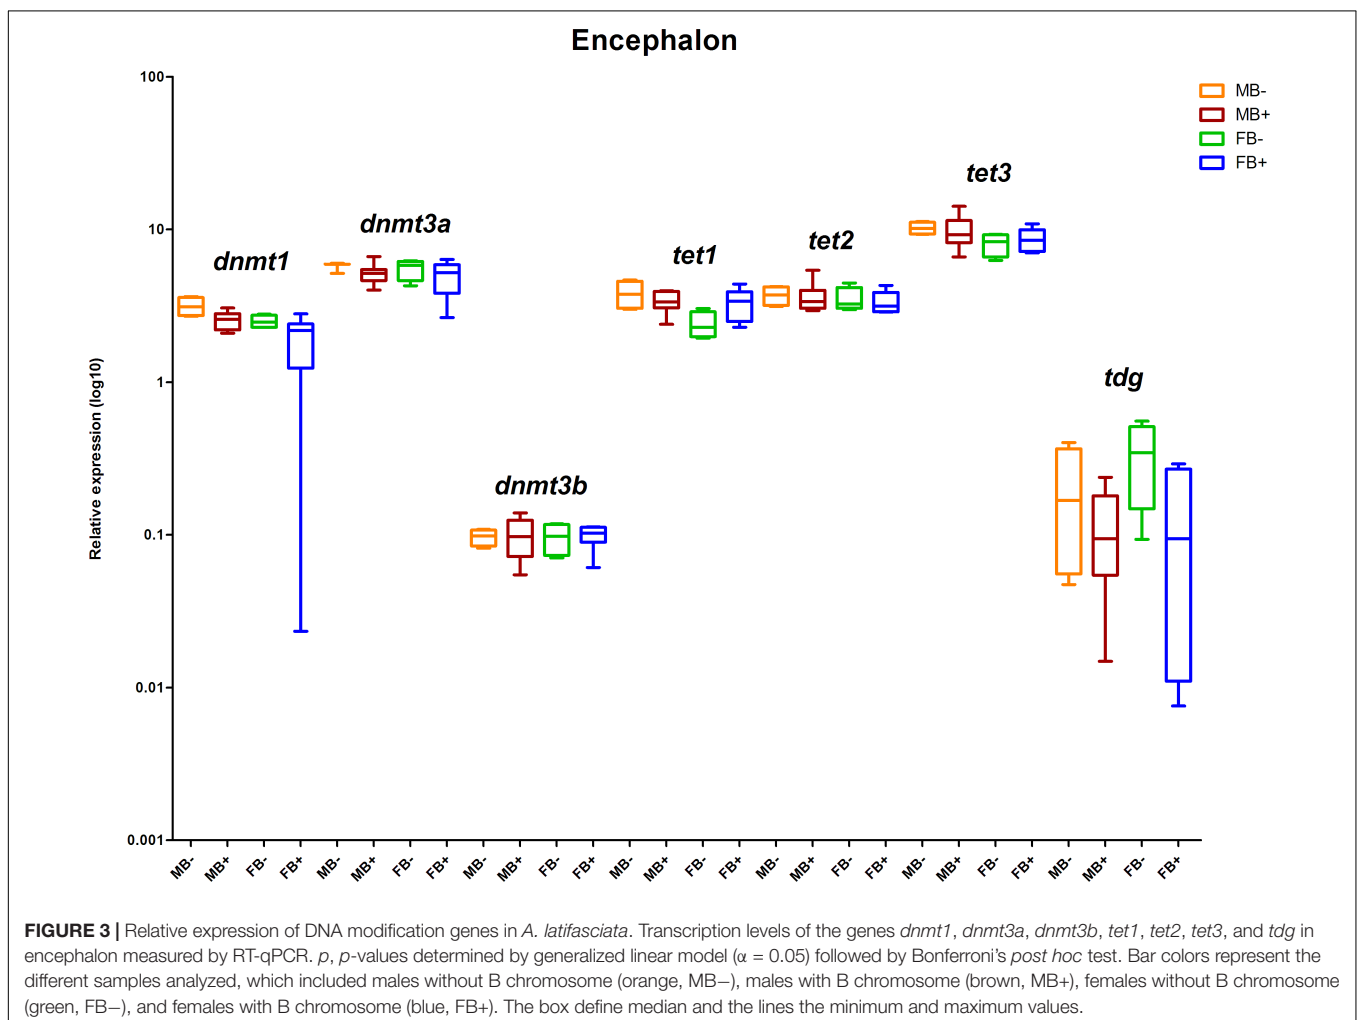 Encephalon
100
10
1
0.1
0.01
0.001
Relative expression (log10)
MB-
MB+
FB-
FB+
dnmt1
dnmt3a
dnmt3b
tet1
tet2
tet3
tdg
MB- MB+ FB- FB+ MB- MB+ FB- FB+ MB- MB+ FB- FB+ MB- MB+ FB- FB+ MB- MB+ FB- FB+ MB- MB+ FB- FB+ MB- MB+ FB- FB+
FIGURE 3 | Relative expression of DNA modification genes in A. latifasciata. Transcription levels of the genes dnmt1, dnmt3a, dnmt3b, tet1, tet2, tet3, and tdg in
encephalon measured by RT-qPCR. p, p-values determined by generalized linear model (α = 0.05) followed by Bonferroni's post hoc test. Bar colors represent the
different samples analyzed, which included males without B chromosome (orange, MB−), males with B chromosome (brown, MB+), females without B chromosome
(green, FB−), and females with B chromosome (blue, FB+). The box define median and the lines the minimum and maximum values.